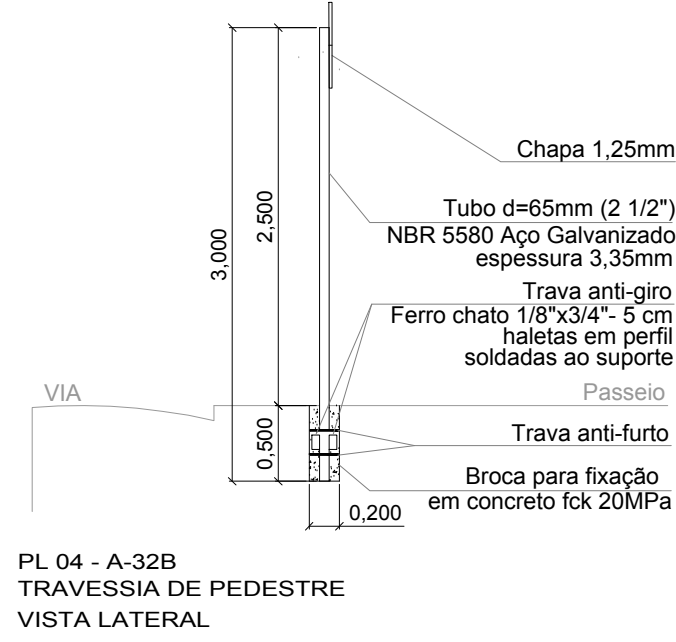 Chapa 1,25mm
Tubo d=65mm (2 1/2")
NBR 5580 Aço Galvanizado
espessura 3,35mm
Trava anti-giro
Ferro chato 1/8"x3/4"- 5 cm
haletas em perfil
soldadas ao suporte
3,000
2,500
VIA
Passeio
0,500
Trava anti-furto
Broca para fixação
em concreto fck 20MPa
0,200
PL 04 - A-32B
TRAVESSIA DE PEDESTRE
VISTA LATERAL